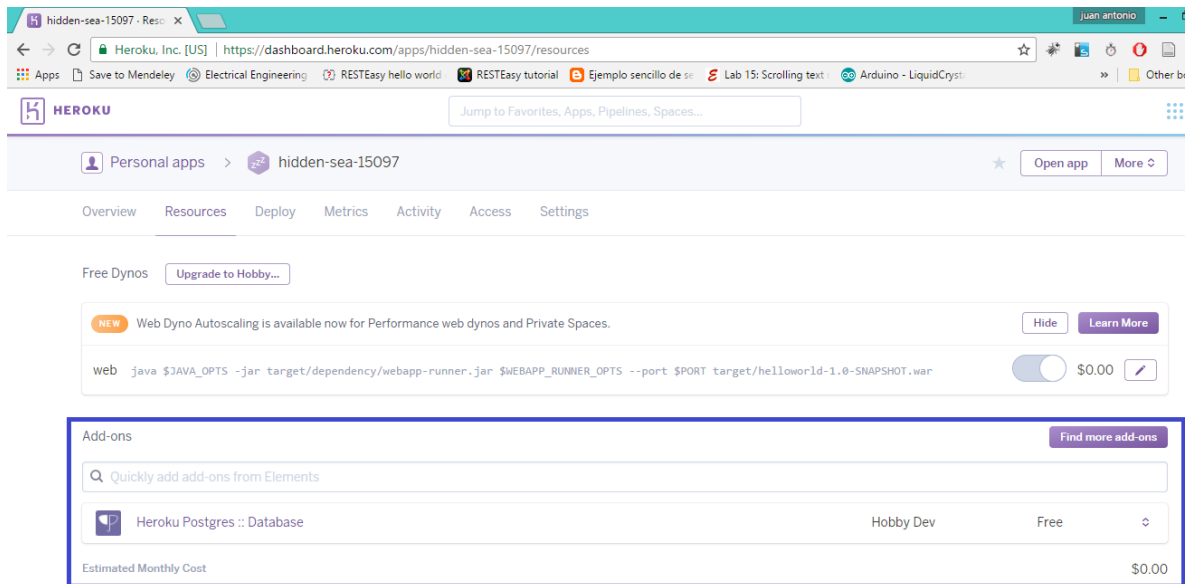 hidden-sea-15097 · Reso
juan antonio
Heroku, Inc. [US] | https://dashboard.heroku.com/apps/hidden-sea-15097/resources
Apps Save to Mendeley Electrical Engineering RESTEasy hello world RESTEasy tutorial Ejemplo sencillo de se Lab 15: Scrolling text Arduino - LiquidCryst » Other bo
HEROKU Jump to Favorites, Apps, Pipelines, Spaces...
Personal apps > hidden-sea-15097 Open app More
Overview Resources Deploy Metrics Activity Access Settings
Free Dynos Upgrade to Hobby...
NEW Web Dyno Autoscaling is available now for Performance web dynos and Private Spaces. Hide Learn More
web java $JAVA_OPTS -jar target/dependency/webapp-runner.jar $WEBAPP_RUNNER_OPTS --port $PORT target/helloworld-1.0-SNAPSHOT.war $0.00
Add-ons Find more add-ons
Quickly add add-ons from Elements
Heroku Postgres :: Database Hobby Dev Free
Estimated Monthly Cost $0.00